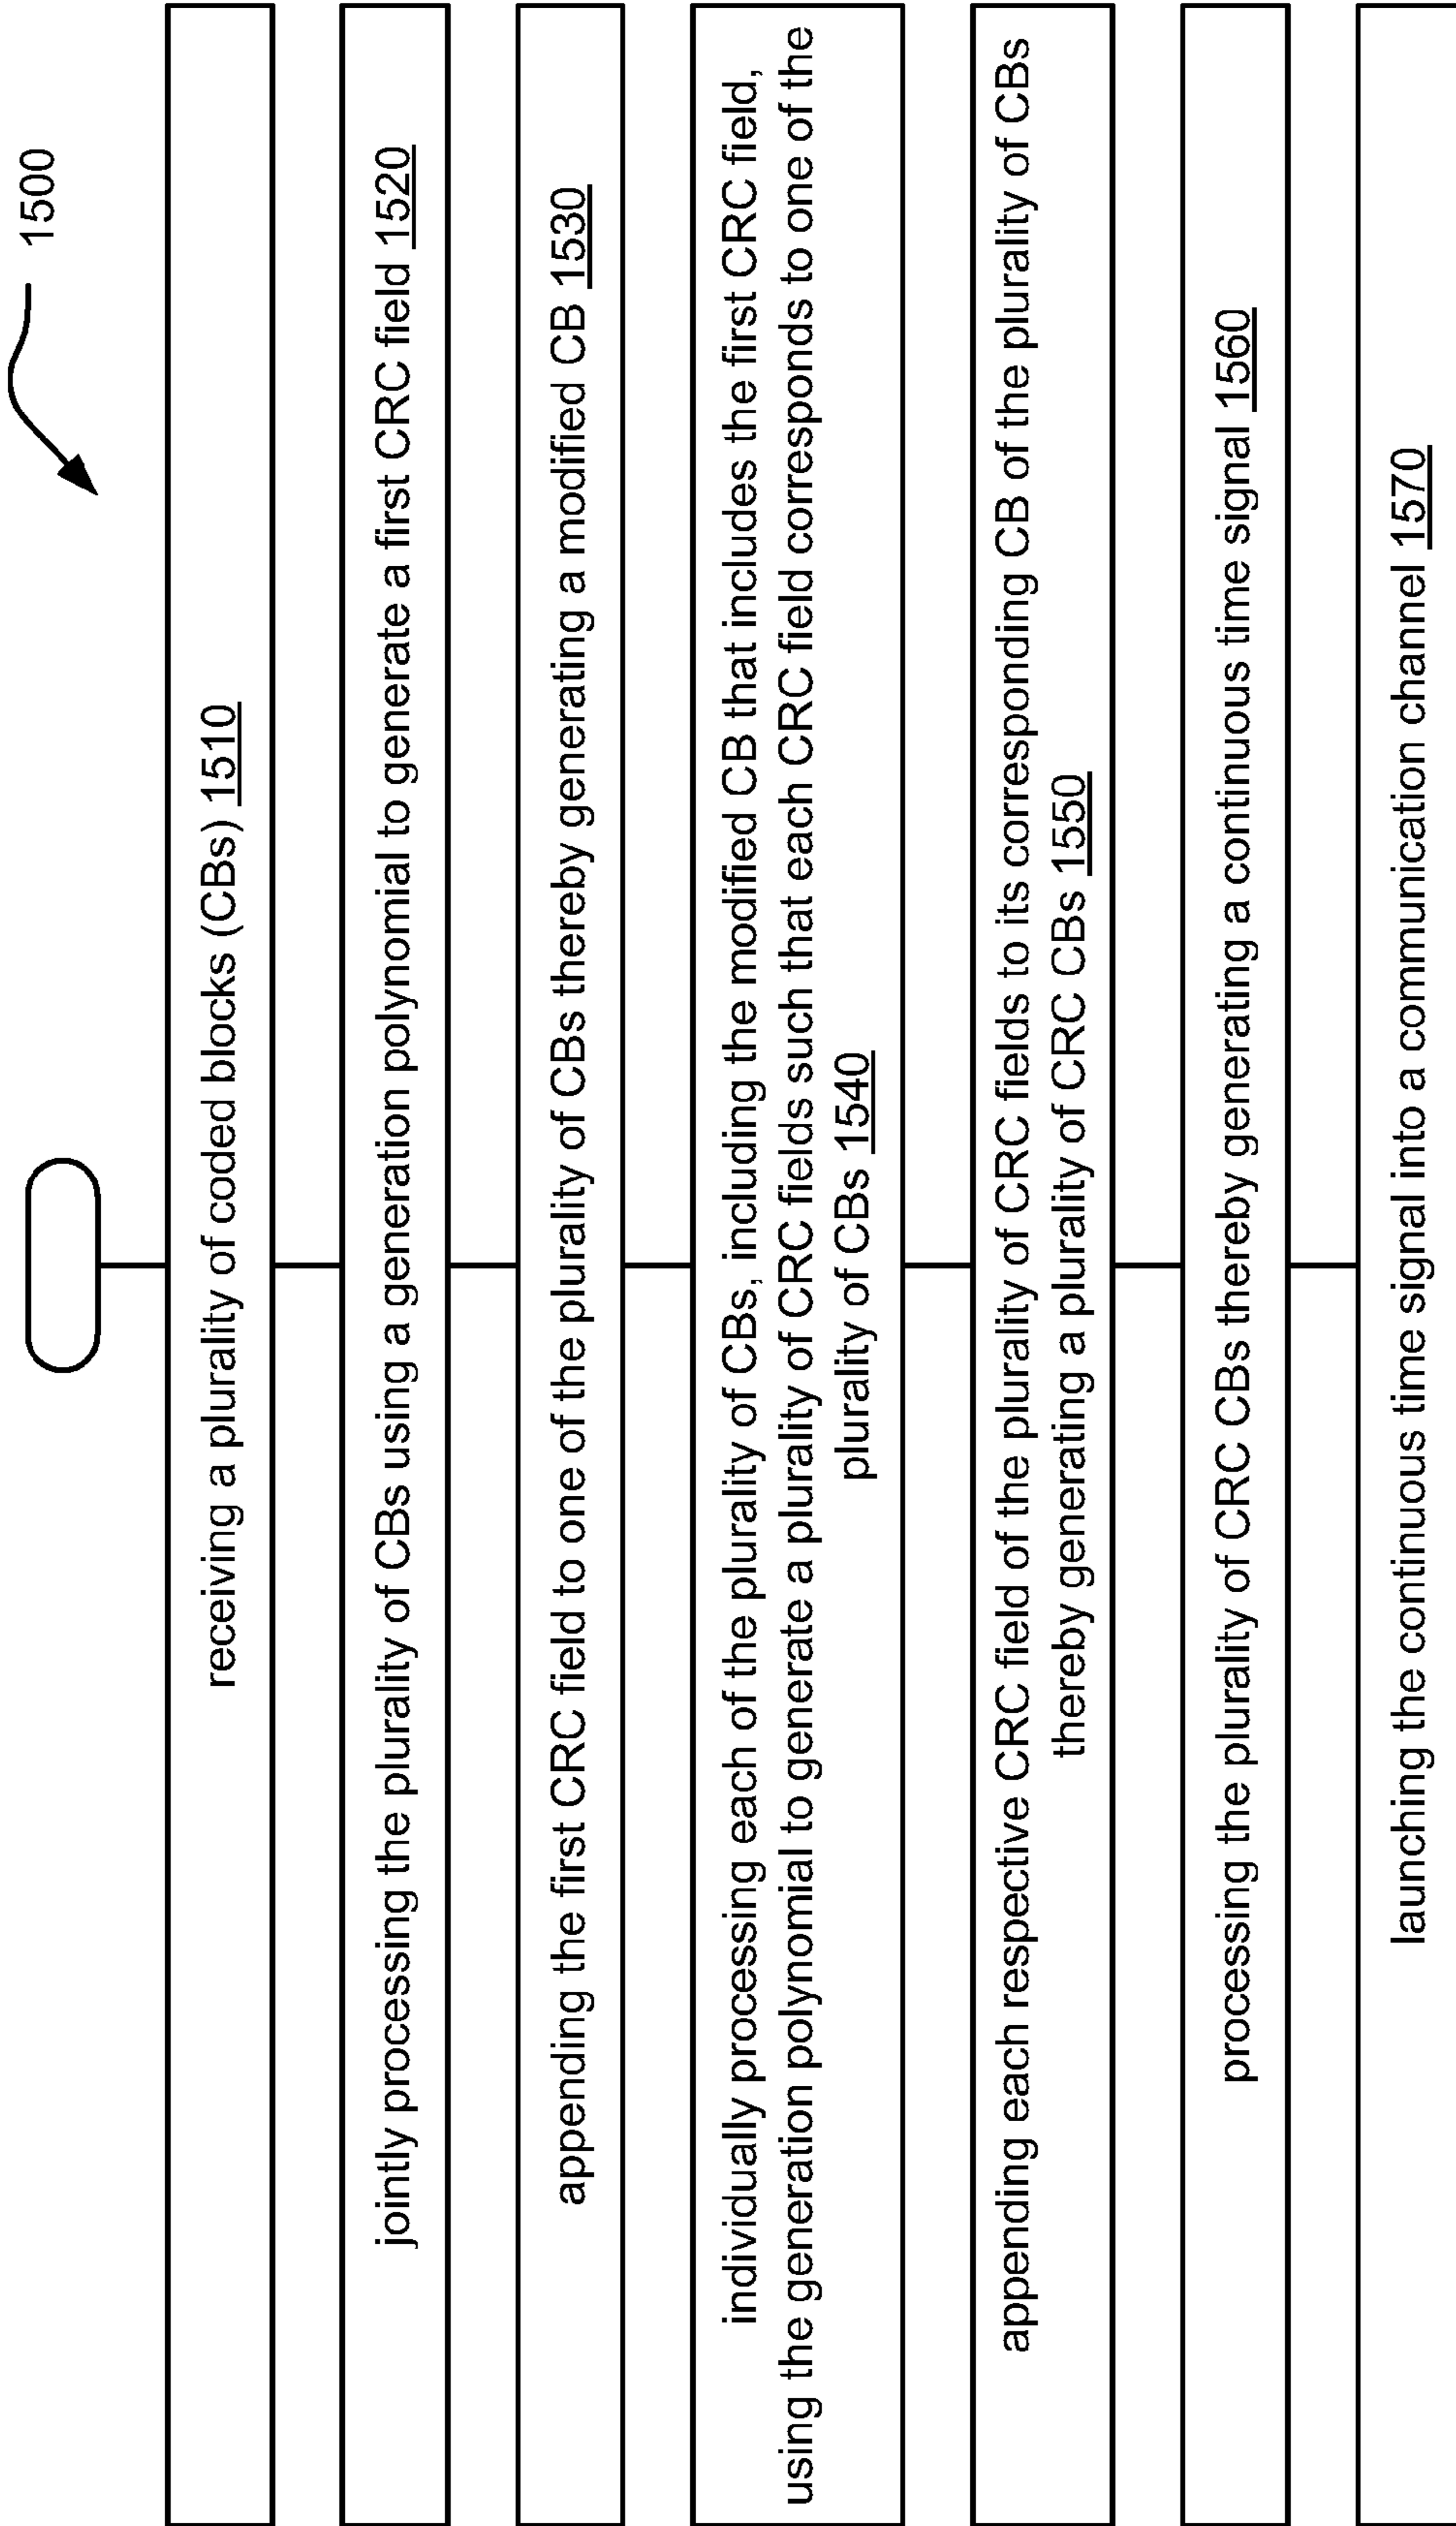 1500
receiving a plurality of coded blocks (CBs) 1510
jointly processing the plurality of CBs using a generation polynomial to generate a first CRC field 1520
appending the first CRC field to one of the plurality of CBs thereby generating a modified CB 1530
individually processing each of the plurality of CBs, including the modified CB that includes the first CRC field,
using the generation polynomial to generate a plurality of CRC fields such that each CRC field corresponds to one of the
plurality of CBs 1540
appending each respective CRC field of the plurality of CRC fields to its corresponding CB of the plurality of CBs
thereby generating a plurality of CRC CBs 1550
processing the plurality of CRC CBs thereby generating a continuous time signal 1560
launching the continuous time signal into a communication channel 1570